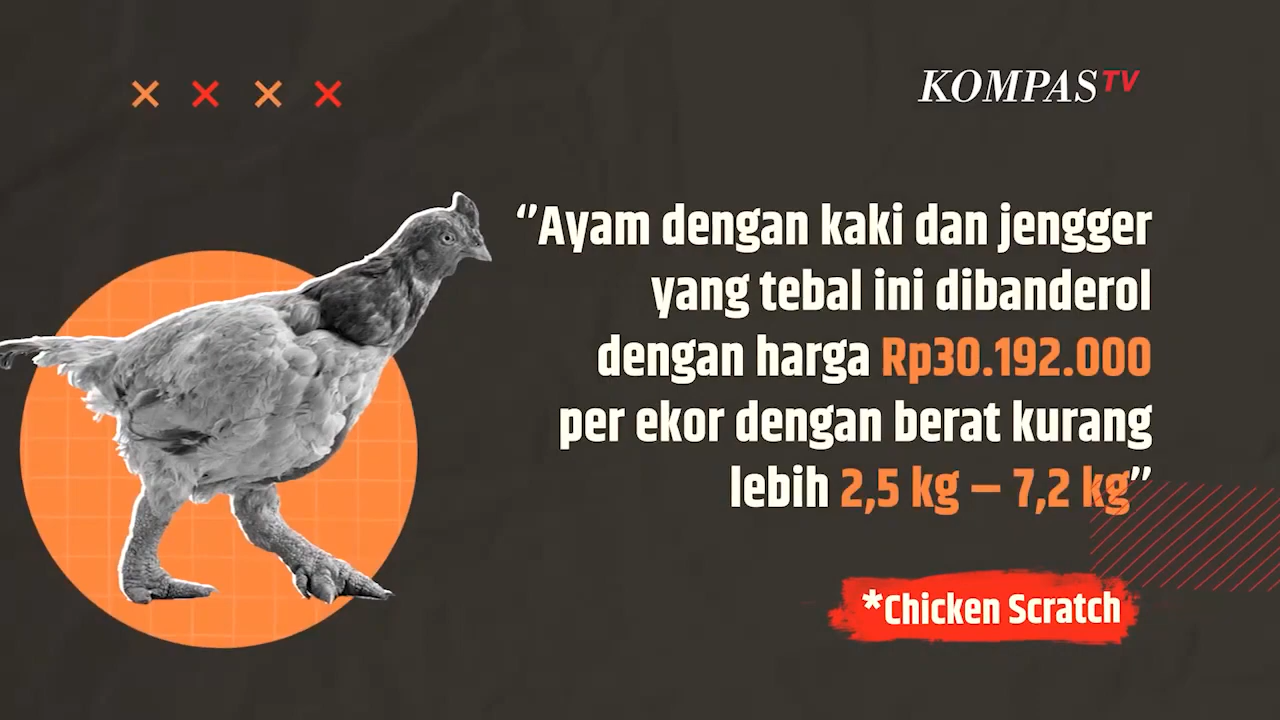 KOMPASTV
‘’Ayam dengan kaki dan jengger
yang tebal ini dibanderol
dengan harga Rp30.192.000
per ekor dengan berat kurang
lebih 2,5 kg – 7,2 kg’’
*Chicken Scratch